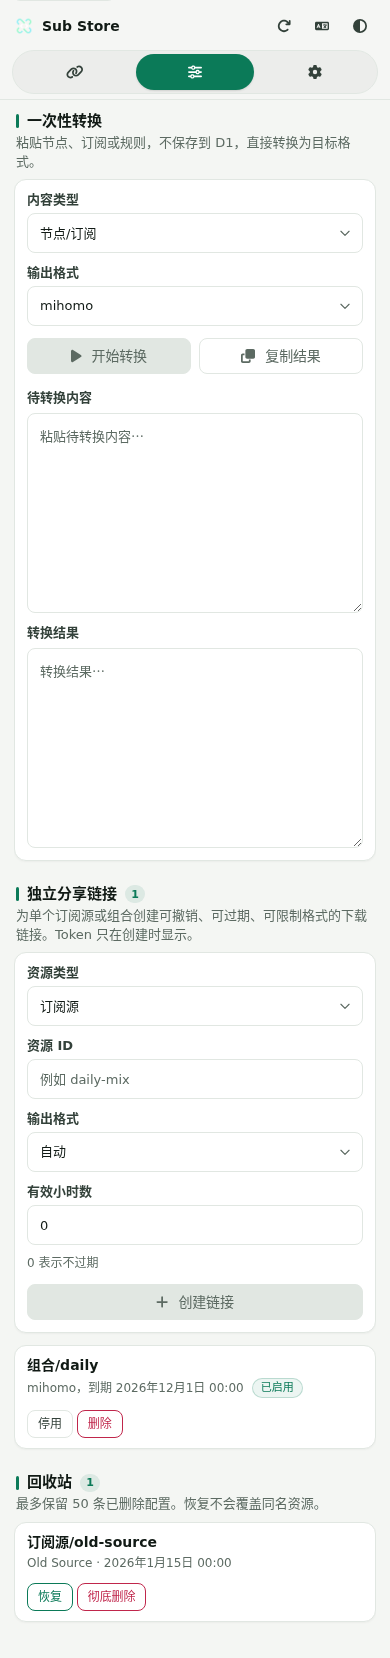 Sub Store
一次性转换
粘贴节点、订阅或规则，不保存到 D1，直接转换为目标格
式。
内容类型
节点/订阅
输出格式
mihomo
开始转换
复制结果
待转换内容
粘贴待转换内容…
转换结果
转换结果…
独立分享链接 1
为单个订阅源或组合创建可撤销、可过期、可限制格式的下载
链接。Token 只在创建时显示。
资源类型
订阅源
资源 ID
例如 daily-mix
输出格式
自动
有效小时数
0
0 表示不过期
创建链接
组合/daily
mihomo，到期 2026年12月1日 00:00 已启用
停用 删除
回收站 1
最多保留 50 条已删除配置。恢复不会覆盖同名资源。
订阅源/old-source
Old Source · 2026年1月15日 00:00
恢复 彻底删除